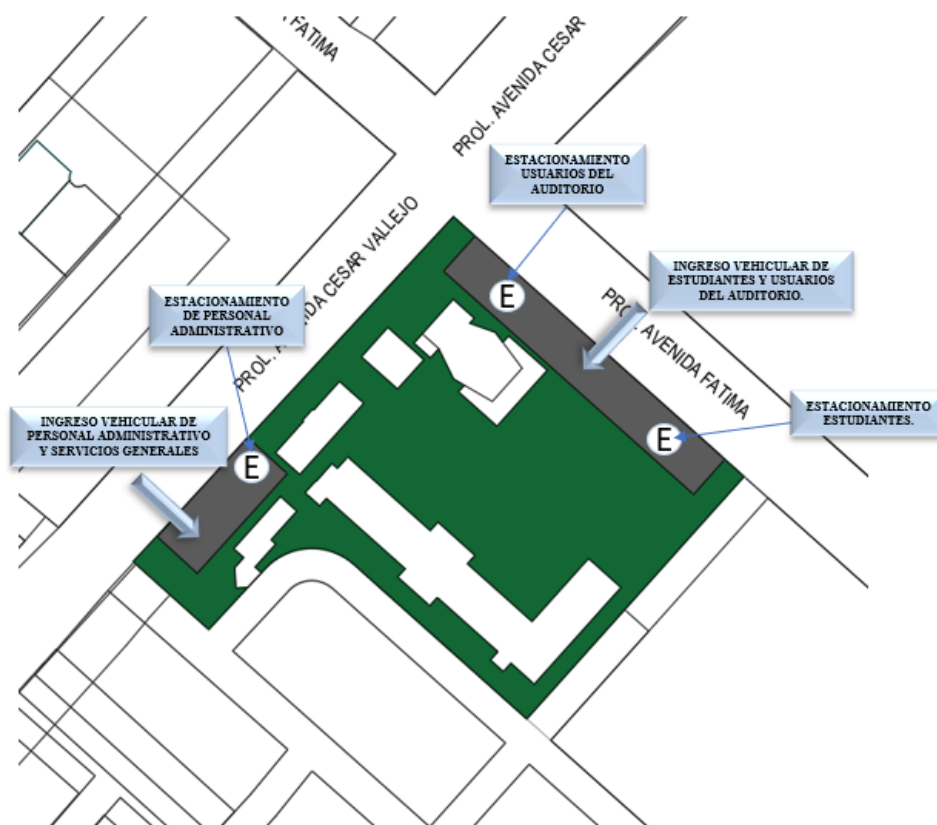 FATIMA
PROL. AVENIDA CESAR
ESTACIONAMIENTO
USUARIOS DEL
AUDITORIO
PROL. AVENIDA CESAR VALLEJO
INGRESO VEHICULAR DE
ESTUDIANTES Y USUARIOS
DEL AUDITORIO.
E
ESTACIONAMIENTO
DE PERSONAL
ADMINISTRATIVO
PROL. AVENIDA FATIMA
ESTACIONAMIENTO
ESTUDIANTES.
INGRESO VEHICULAR DE
PERSONAL ADMINISTRATIVO
Y SERVICIOS GENERALES
E
E